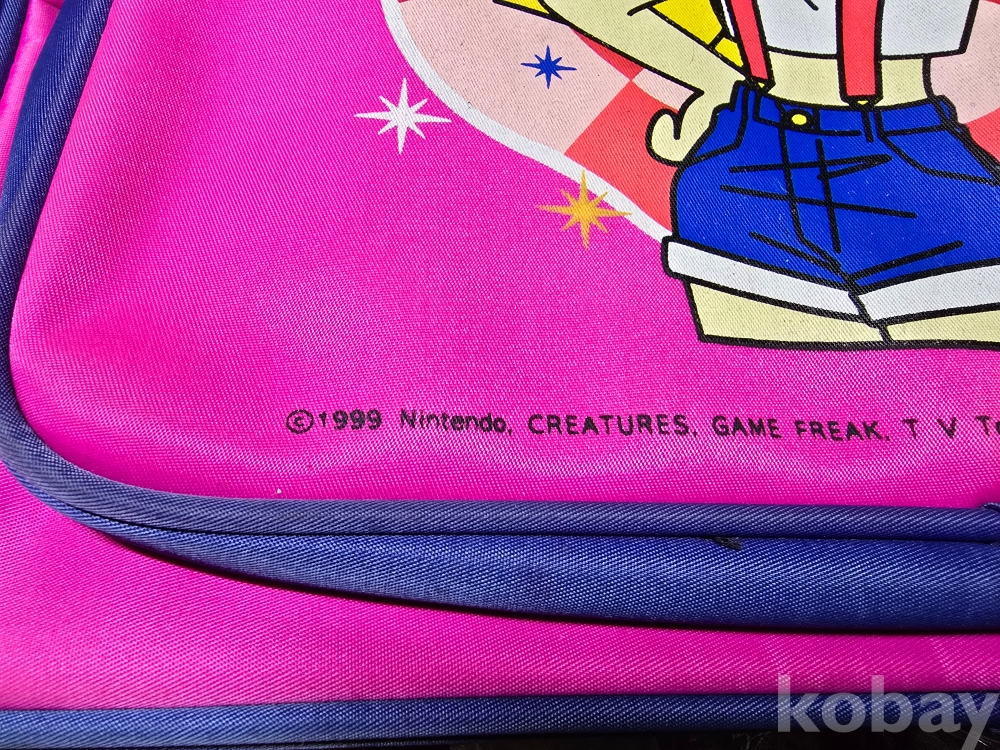 ©1999 Nintendo, CREATURES, GAME FREAK, T V
kobay